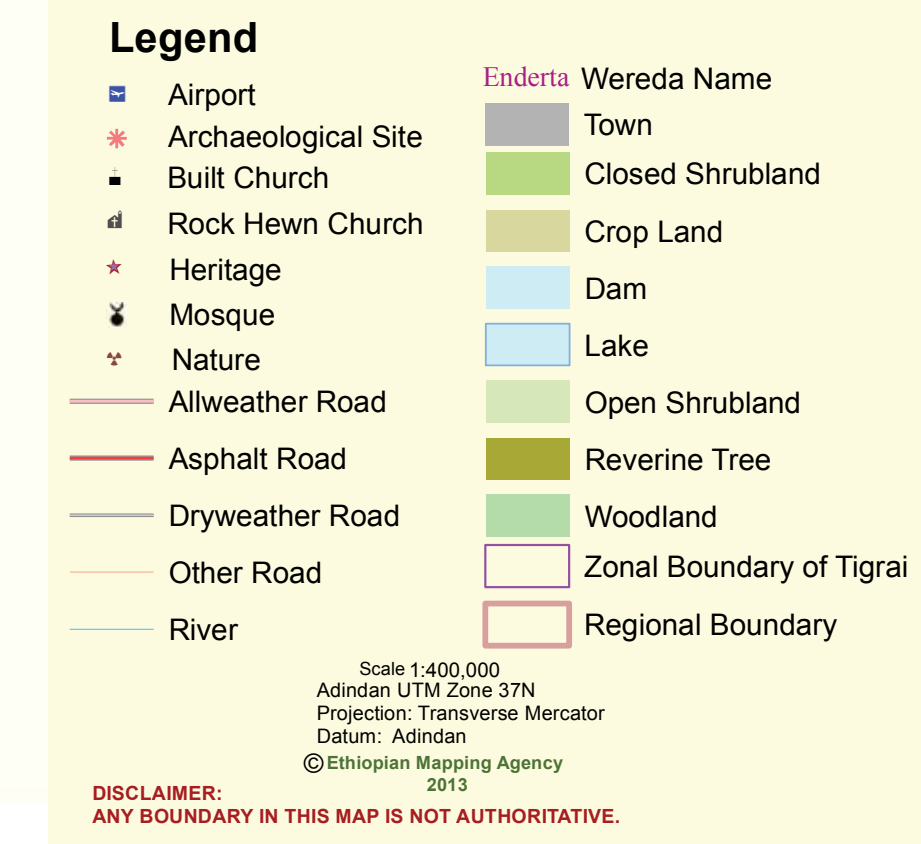 Legend
Airport
Archaeological Site
Built Church
Rock Hewn Church
Heritage
Mosque
Nature
Allweather Road
Asphalt Road
Dryweather Road
Other Road
River
Enderta Wereda Name
Town
Closed Shrubland
Crop Land
Dam
Lake
Open Shrubland
Reverine Tree
Woodland
Zonal Boundary of Tigrai
Regional Boundary
Scale 1:400,000
Adindan UTM Zone 37N
Projection: Transverse Mercator
Datum: Adindan
© Ethiopian Mapping Agency
2013
DISCLAIMER:
ANY BOUNDARY IN THIS MAP IS NOT AUTHORITATIVE.